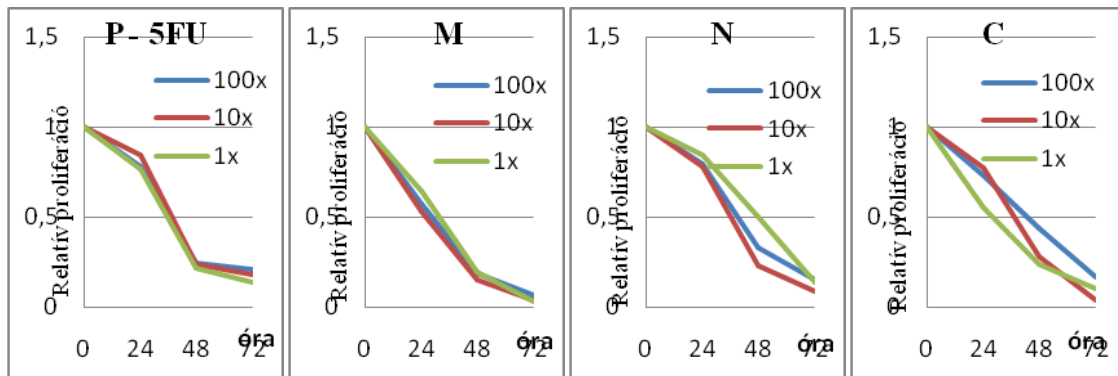 P - 5FU
1,5
1
0,5
0
Relatív proliferáció
100x
10x
1x
óra
0 24 48 72
M
1,5
1
0,5
0
Relatív proliferáció
100x
10x
1x
óra
0 24 48 72
N
1,5
1
0,5
0
Relatív proliferáció
100x
10x
1x
óra
0 24 48 72
C
1,5
1
0,5
0
Relatív proliferáció
100x
10x
1x
óra
0 24 48 72